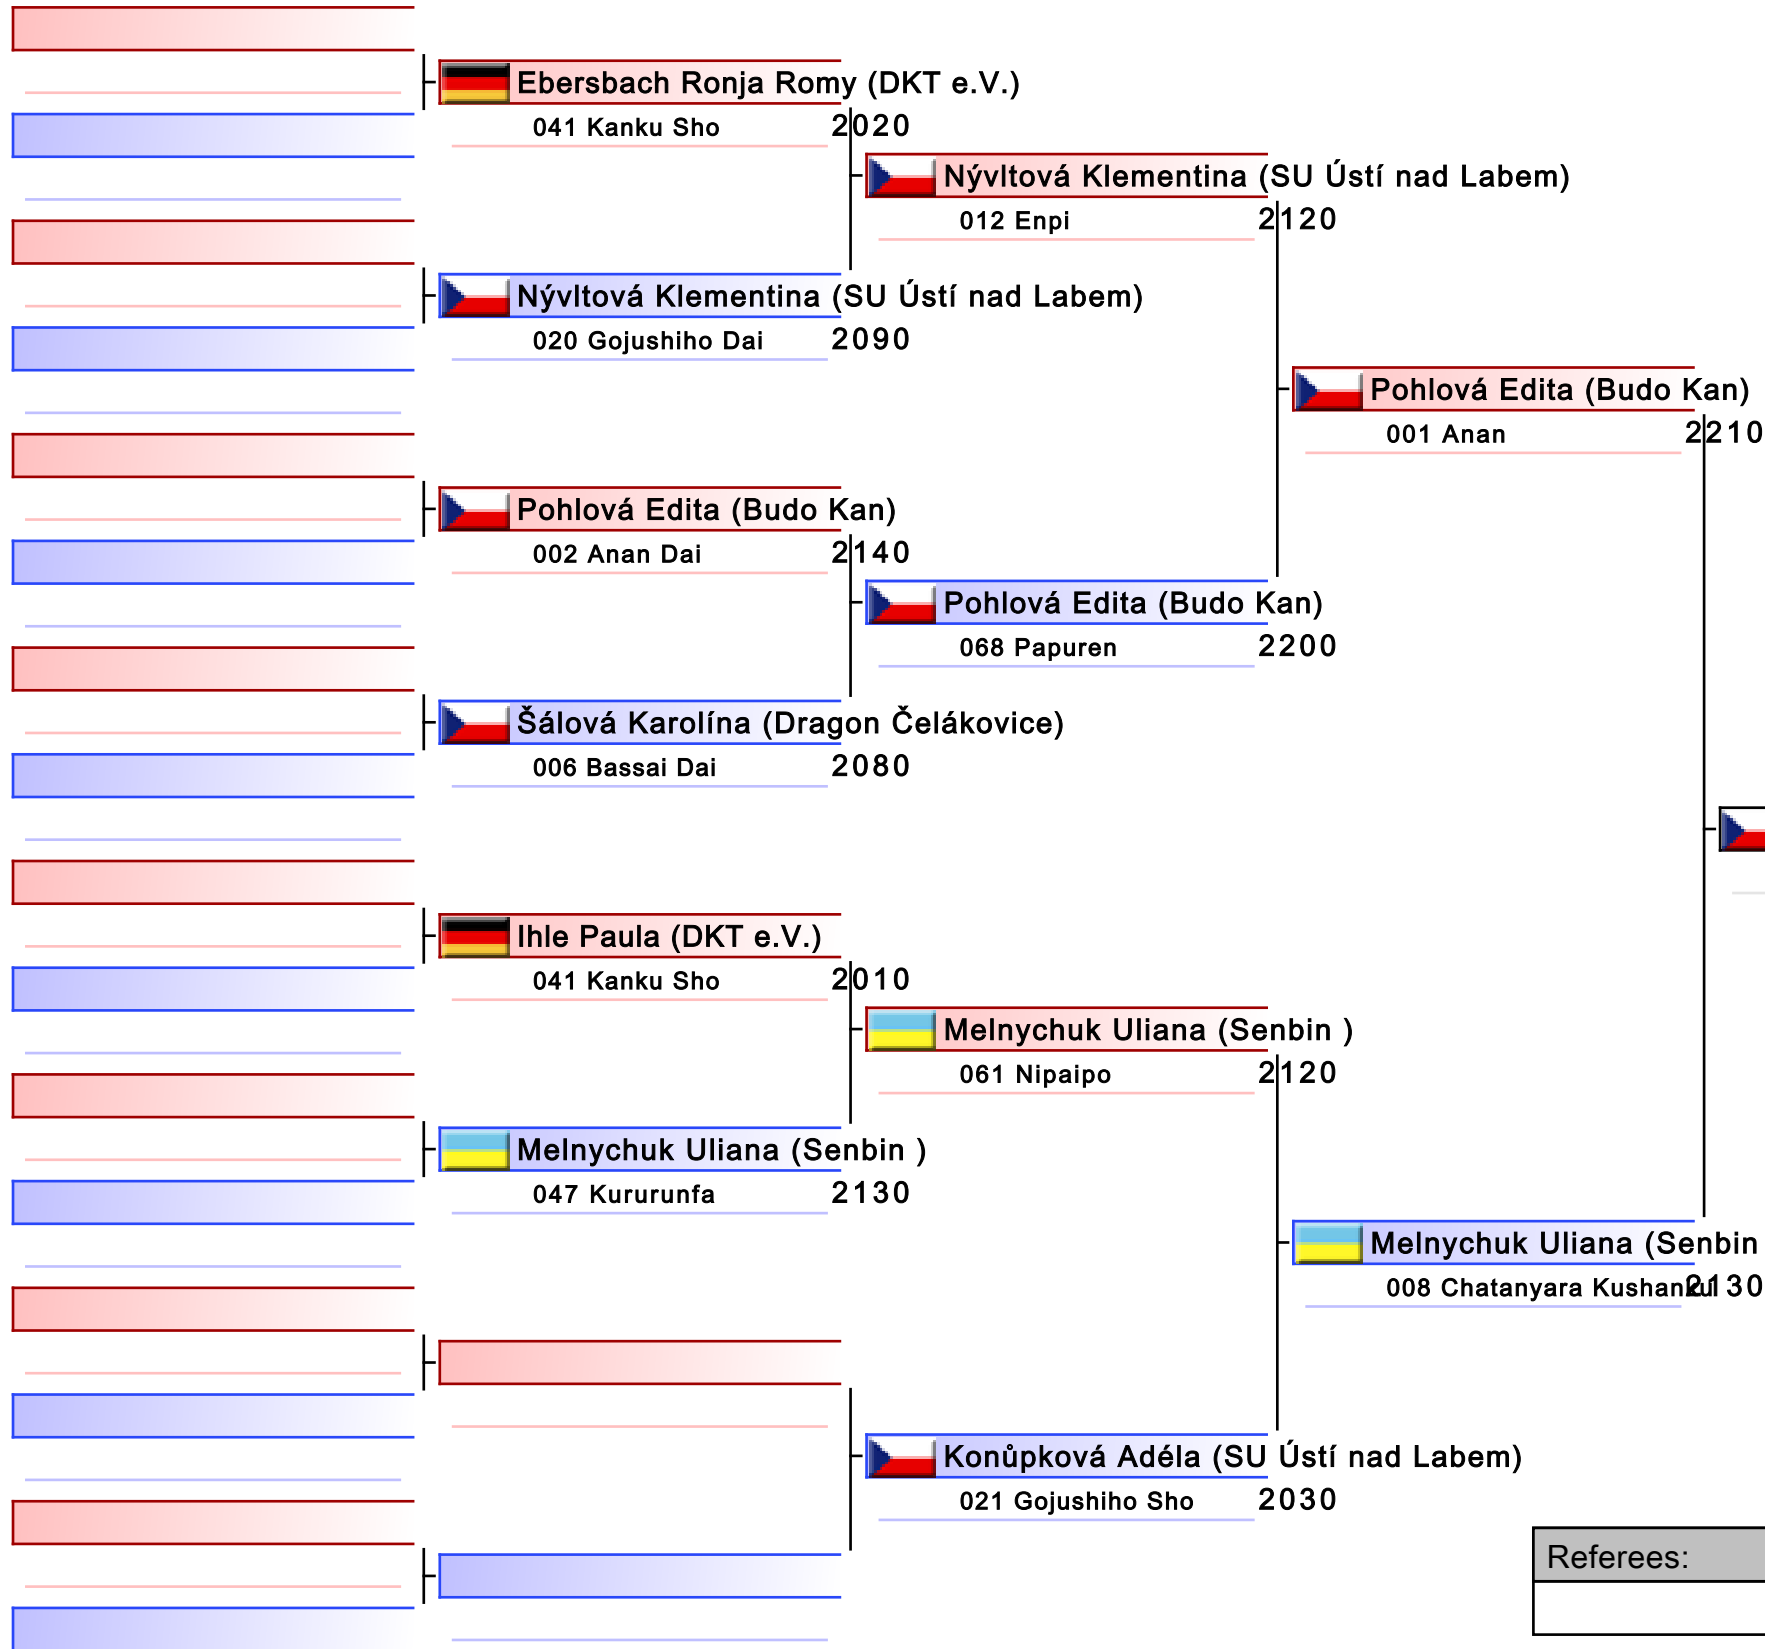 Ebersbach Ronja Romy (DKT e.V.)
041 Kanku Sho 2020
Nývltová Klementina (SU Ústí nad Labem)
012 Enpi 2120
Nývltová Klementina (SU Ústí nad Labem)
020 Gojushiho Dai 2090
Pohlová Edita (Budo Kan)
001 Anan 2210
Pohlová Edita (Budo Kan)
002 Anan Dai 2140
Pohlová Edita (Budo Kan)
068 Papuren 2200
Šálová Karolína (Dragon Čelákovice)
006 Bassai Dai 2080
Ihle Paula (DKT e.V.)
041 Kanku Sho 2010
Melnychuk Uliana (Senbin )
061 Nipaipo 2120
Melnychuk Uliana (Senbin )
047 Kururunfa 2130
Melnychuk Uliana (Senbin
008 Chatanyara Kushanku 2130
Konůpková Adéla (SU Ústí nad Labem)
021 Gojushiho Sho 2030
Referees: